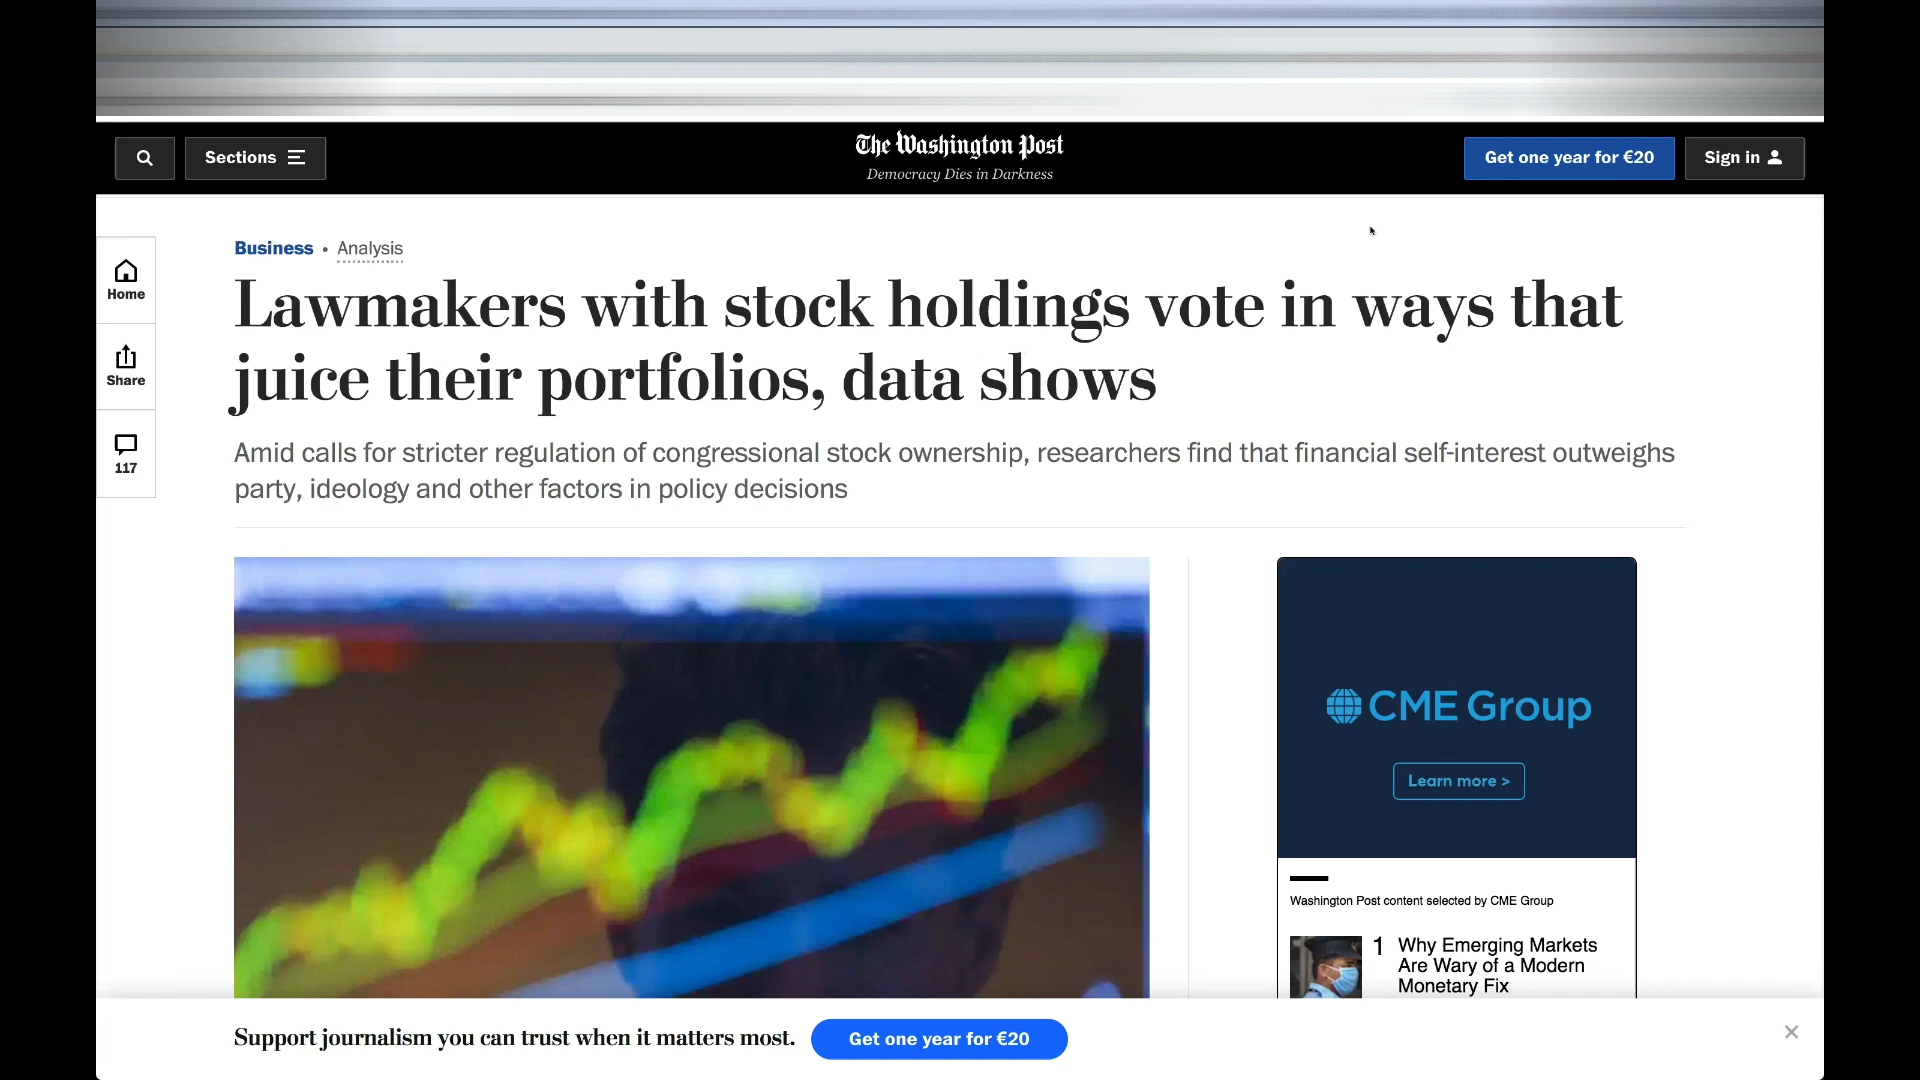 Sections
The Washington Post
Democracy Dies in Darkness
Get one year for €20
Sign in
Home
Share
117
Business • Analysis
Lawmakers with stock holdings vote in ways that
juice their portfolios, data shows
Amid calls for stricter regulation of congressional stock ownership, researchers find that financial self-interest outweighs
party, ideology and other factors in policy decisions
CME Group
Learn more >
Washington Post content selected by CME Group
1 Why Emerging Markets
Are Wary of a Modern
Monetary Fix
Support journalism you can trust when it matters most.
Get one year for €20